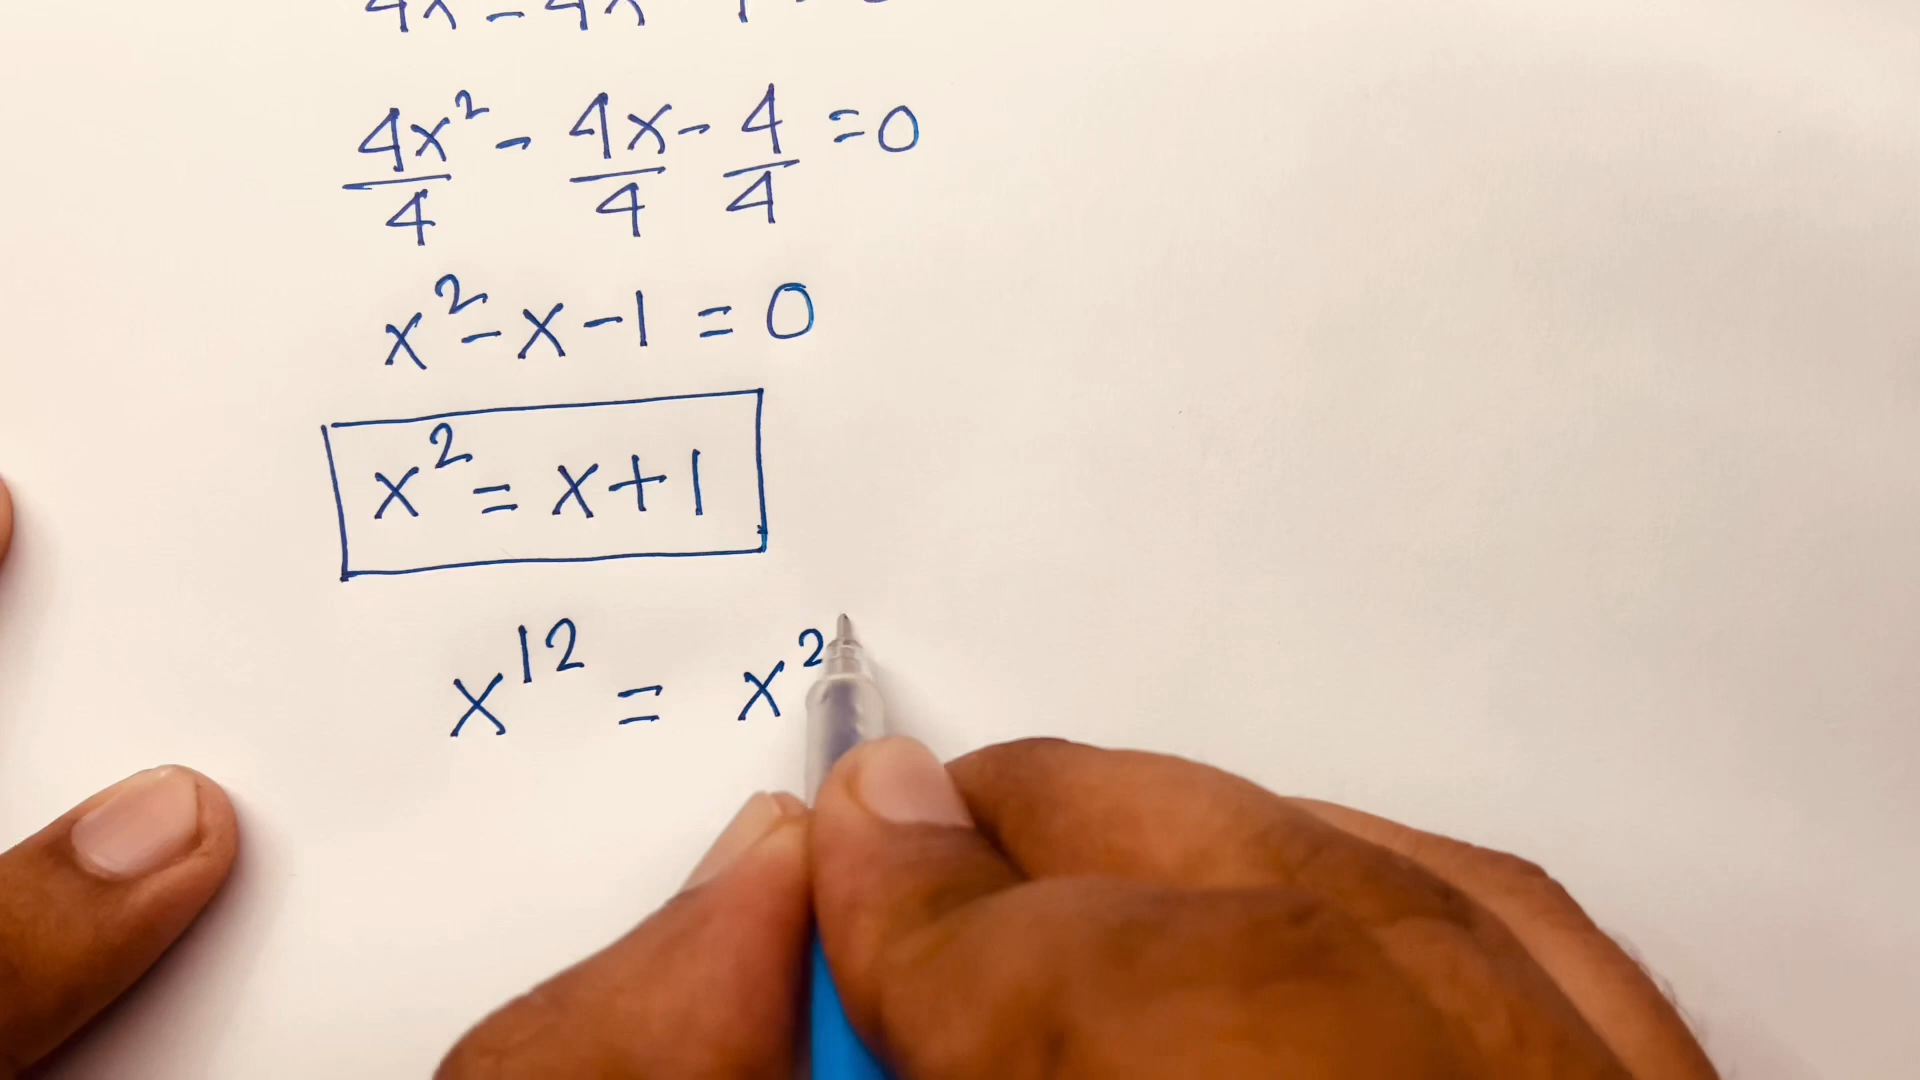 4x² - 4x - 4 = 0
4 4 4
x² - x - 1 = 0
x² = x + 1
x¹² = x²